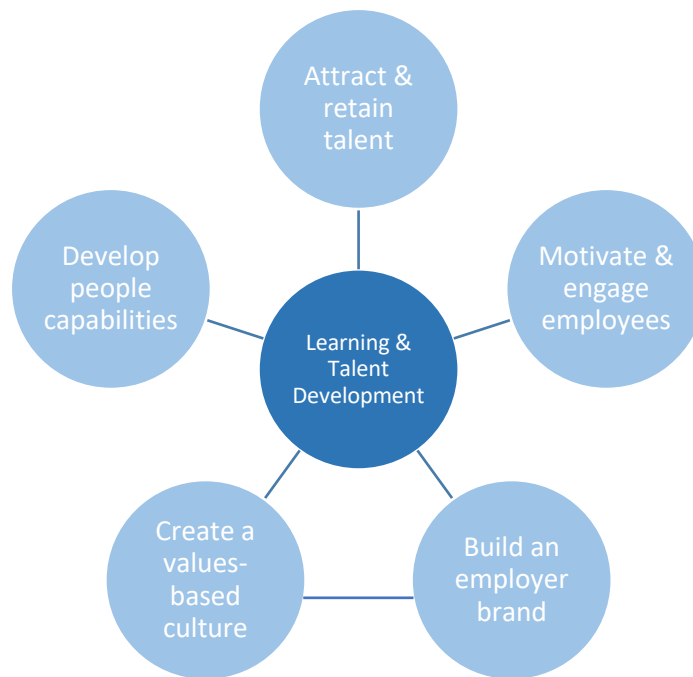 Attract &
retain
talent
Develop
people
capabilities
Motivate &
engage
employees
Learning &
Talent
Development
Create a
values-
based
culture
Build an
employer
brand